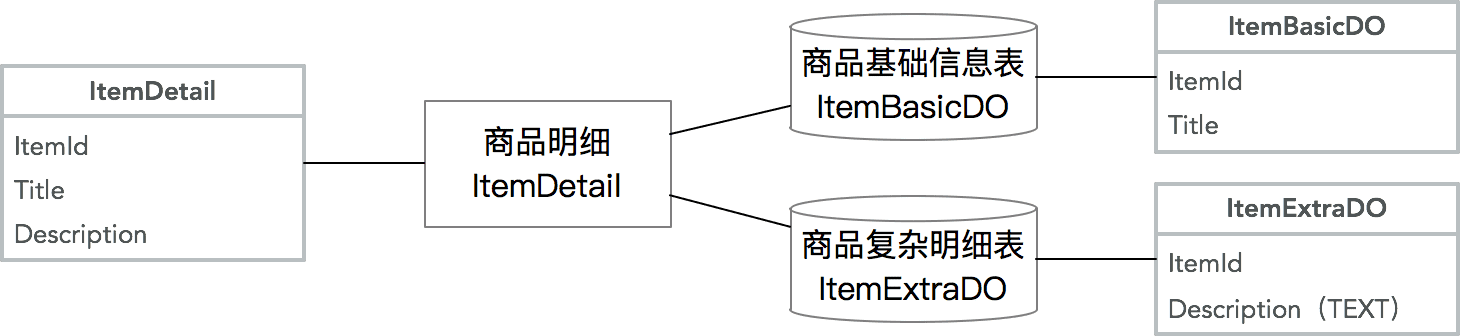 ItemDetail
ItemId
Title
Description
商品明细
ItemDetail
商品基础信息表
ItemBasicDO
商品复杂明细表
ItemExtraDO
ItemBasicDO
ItemId
Title
ItemExtraDO
ItemId
Description（TEXT）